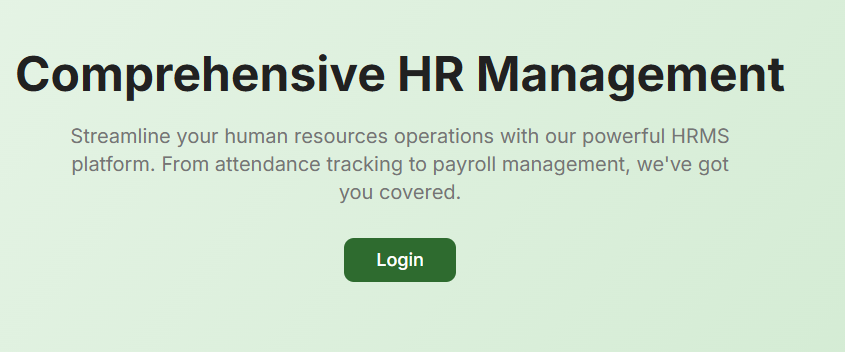 Comprehensive HR Management
Streamline your human resources operations with our powerful HRMS
platform. From attendance tracking to payroll management, we've got
you covered.
Login